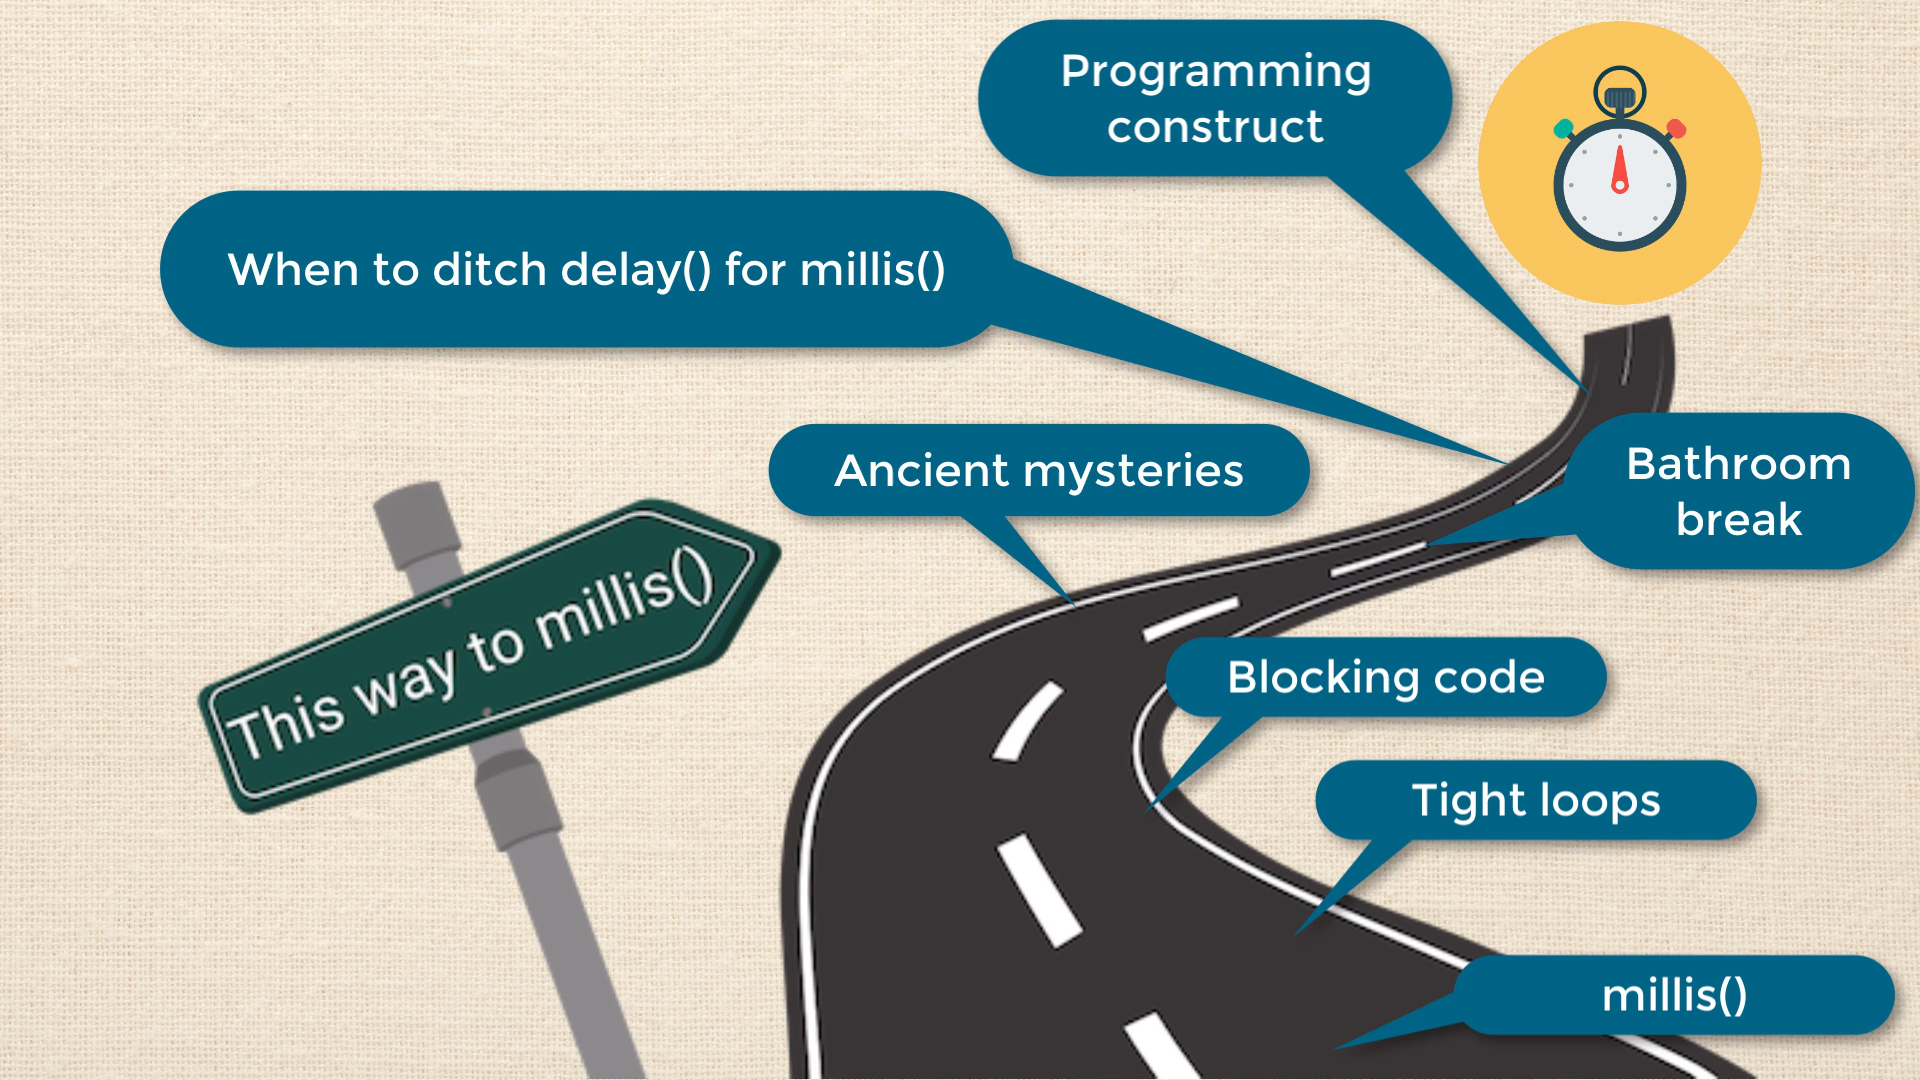 Programming
construct
When to ditch delay() for millis()
Ancient mysteries
Bathroom
break
This way to millis()
Blocking code
Tight loops
millis()